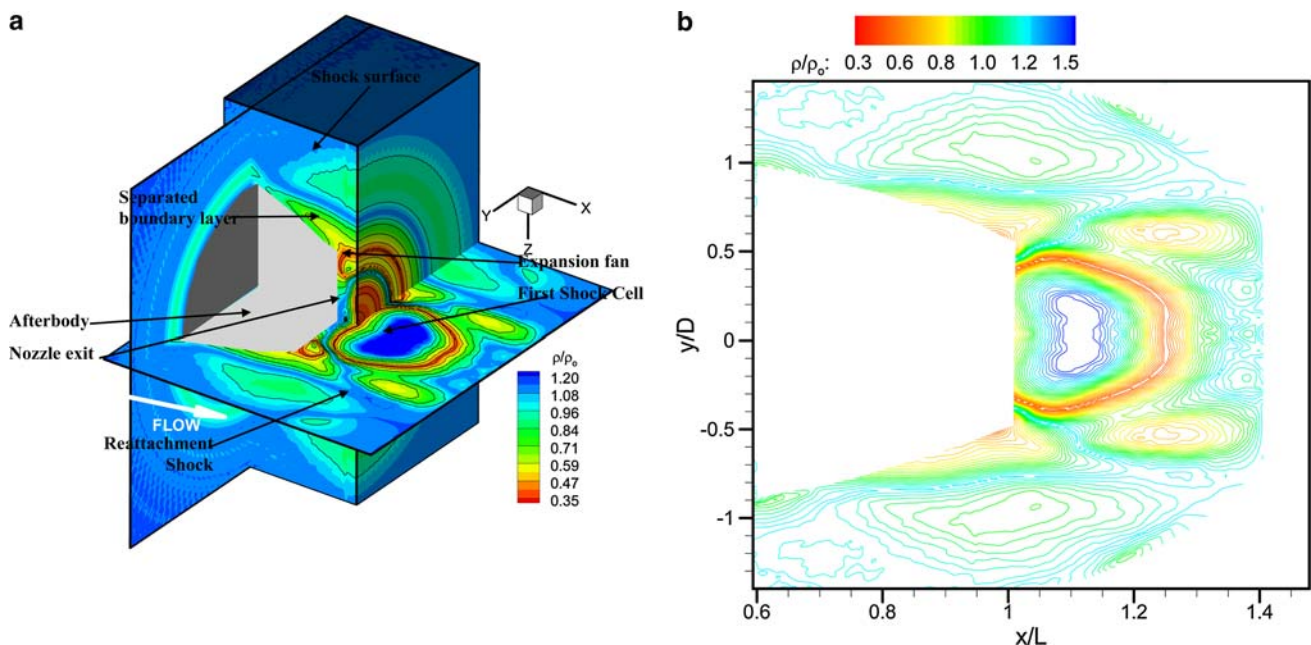 a
Shock surface
Separated
boundary layer
Y
X
Z
Expansion fan
First Shock Cell
Afterbody
Nozzle exit
FLOW
Reattachment
Shock
ρ/ρₒ
1.20
1.08
0.96
0.84
0.71
0.59
0.47
0.35
b
ρ/ρₒ:
0.3 0.6 0.8 1.0 1.2 1.5
y/D
1
0.5
0
-0.5
-1
0.6 0.8 1 1.2 1.4
x/L